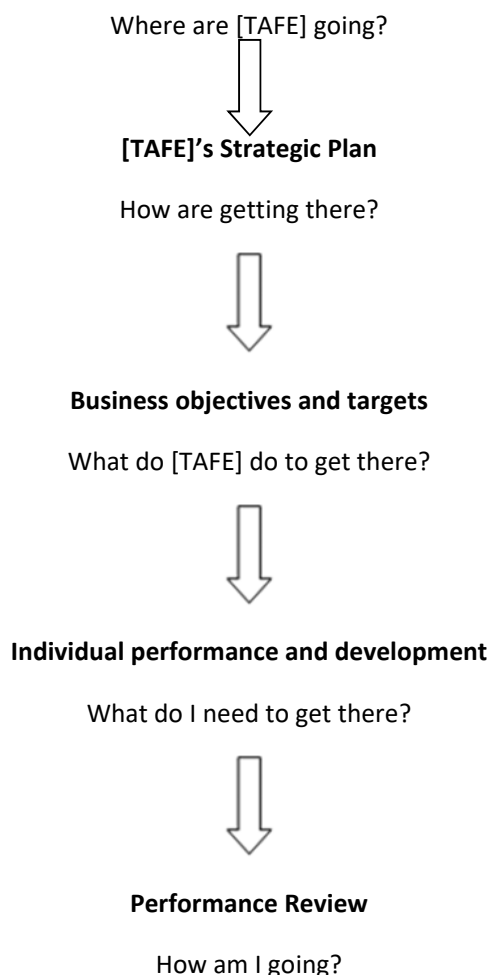 Where are [TAFE] going?
[TAFE]'s Strategic Plan
How are getting there?
Business objectives and targets
What do [TAFE] do to get there?
Individual performance and development
What do I need to get there?
Performance Review
How am I going?